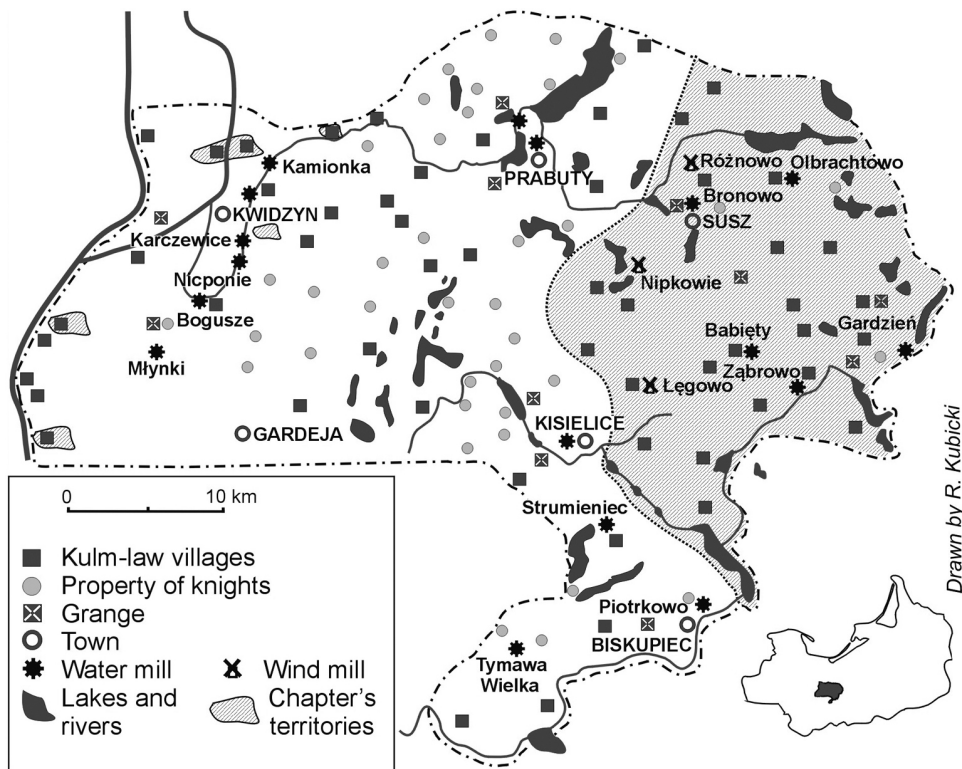 Kamionka
PRABUTY
Różnowo
Olbrachtowo
KWIDZYN
Bronowo
SUSZ
Karczewice
Nicponie
Nipkowie
Bogusze
Babięty
Gardzień
Młynki
Ząbrowo
Łęgowo
GARDEJA
KISIELICE
Strumieniec
Piotrkowo
BISKUPIEC
Tymawa
Wielka
0 10 km
Kulm-law villages
Property of knights
Grange
Town
Water mill
Wind mill
Lakes and
rivers
Chapter's
territories
Drawn by R. Kubicki